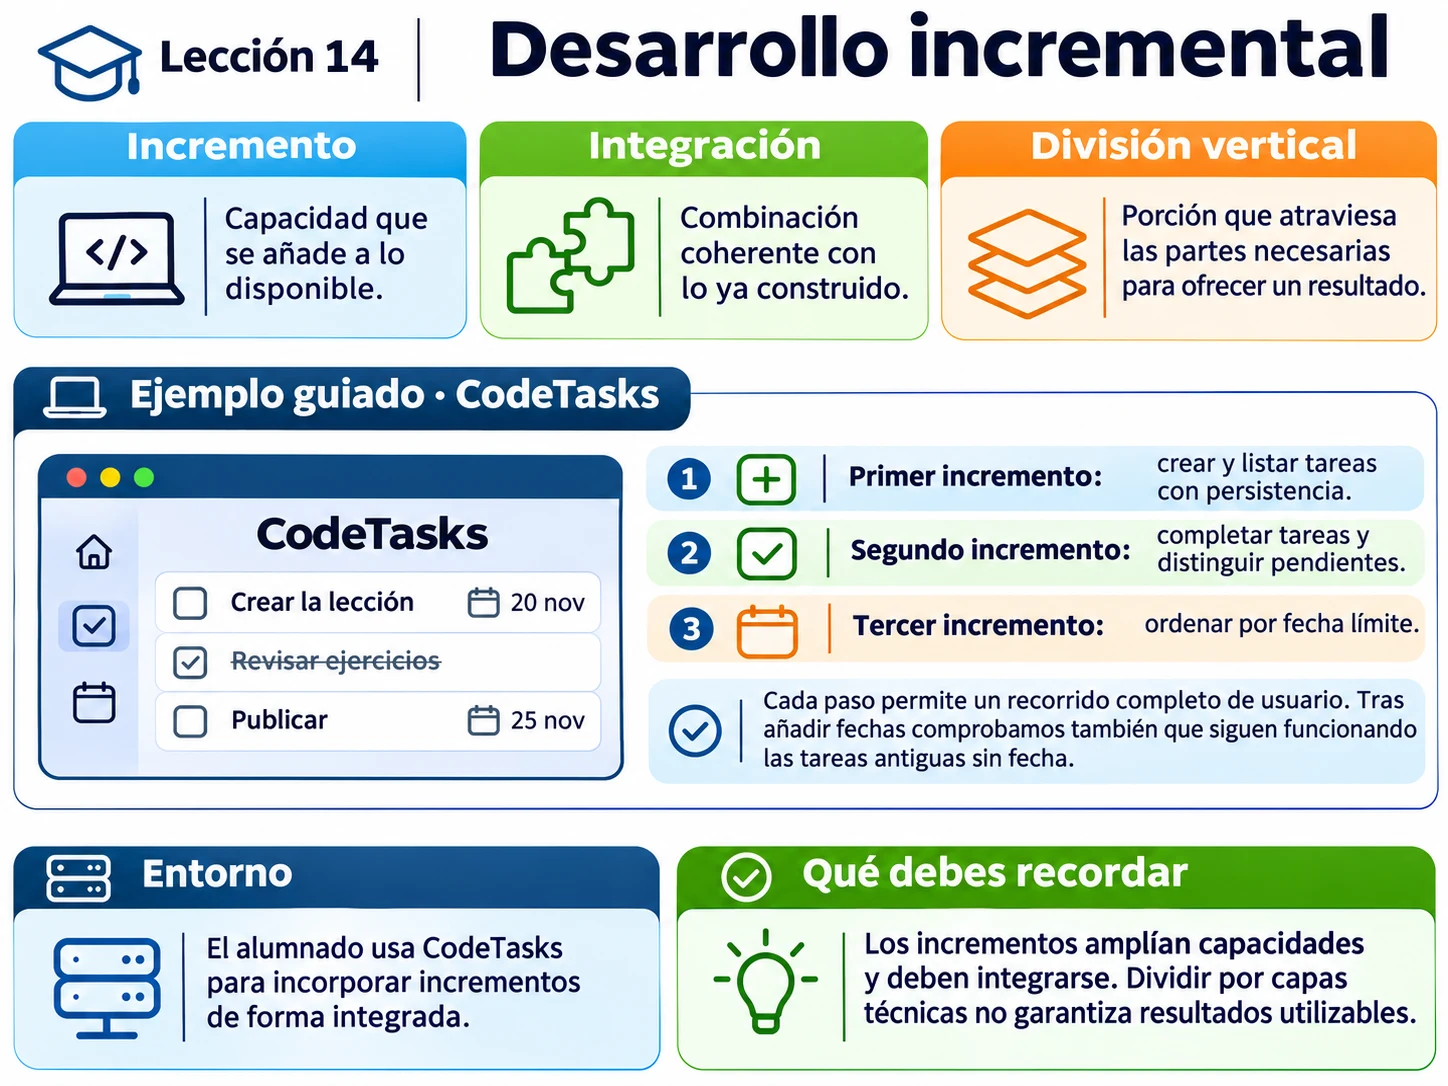 Lección 14
Desarrollo incremental
Incremento
Capacidad que
se añade a lo
disponible.
Integración
Combinación
coherente con
lo ya construido.
División vertical
Porción que atraviesa
las partes necesarias
para ofrecer un resultado.
Ejemplo guiado · CodeTasks
CodeTasks
Crear la lección 20 nov
Revisar ejercicios
Publicar 25 nov
1 Primer incremento: crear y listar tareas
con persistencia.
2 Segundo incremento: completar tareas y
distinguir pendientes.
3 Tercer incremento: ordenar por fecha límite.
Cada paso permite un recorrido completo de usuario. Tras
añadir fechas comprobamos también que siguen funcionando
las tareas antiguas sin fecha.
Entorno
El alumnado usa CodeTasks
para incorporar incrementos
de forma integrada.
Qué debes recordar
Los incrementos amplían capacidades
y deben integrarse. Dividir por capas
técnicas no garantiza resultados utilizables.